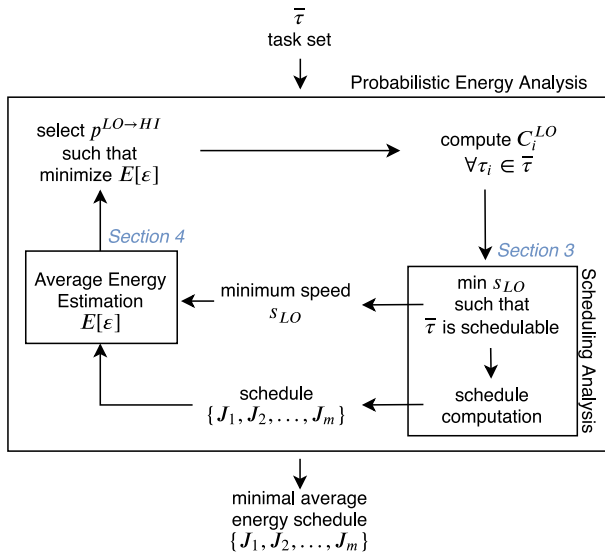 τ̅
task set
Probabilistic Energy Analysis
select p^{LO→HI}
such that
minimize E[ε]
compute C_i^{LO}
∀τ_i ∈ τ̅
Section 4
Section 3
Average Energy
Estimation
E[ε]
minimum speed
s_{LO}
min s_{LO}
such that
τ̅ is schedulable
Scheduling Analysis
schedule
{J_1, J_2, . . . , J_m}
schedule
computation
minimal average
energy schedule
{J_1, J_2, . . . , J_m}